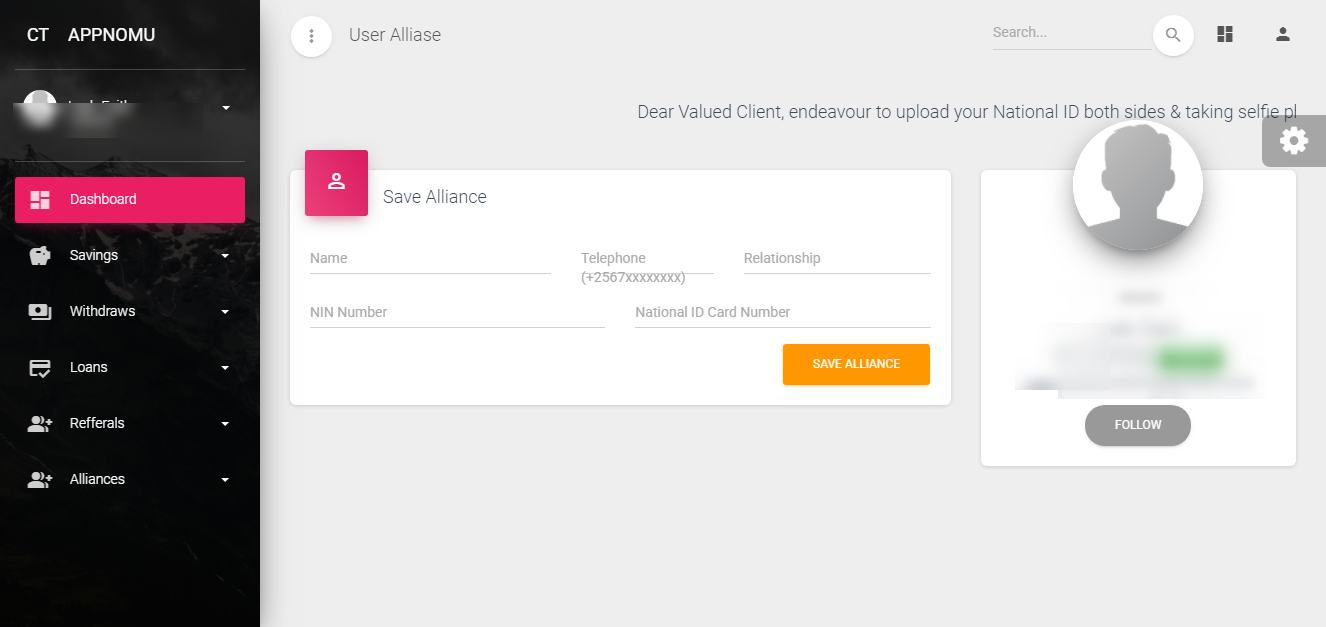 CT APPNOMU
User Alliase
Search...
Dear Valued Client, endeavour to upload your National ID both sides & taking selfie pl
Dashboard
Savings
Withdraws
Loans
Refferals
Alliances
Save Alliance
Name
Telephone
(+2567xxxxxxxx)
Relationship
NIN Number
National ID Card Number
SAVE ALLIANCE
FOLLOW